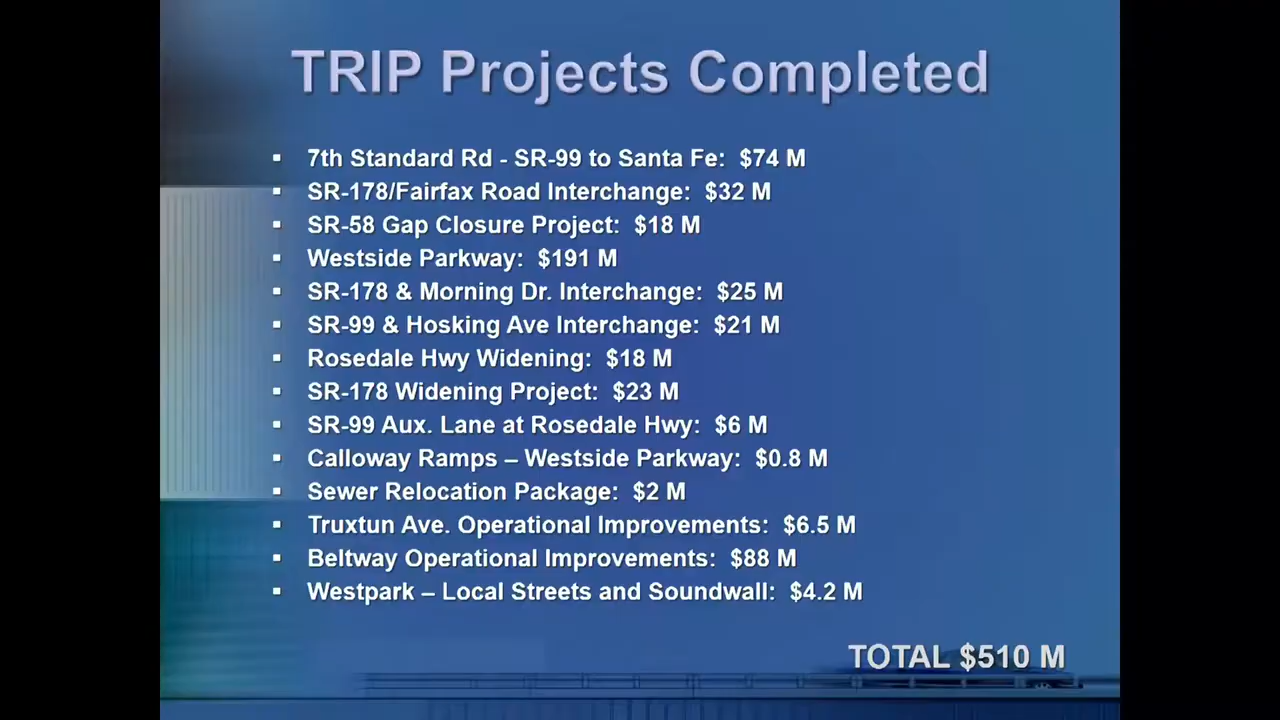 TRIP Projects Completed
▪ 7th Standard Rd - SR-99 to Santa Fe: $74 M
▪ SR-178/Fairfax Road Interchange: $32 M
▪ SR-58 Gap Closure Project: $18 M
▪ Westside Parkway: $191 M
▪ SR-178 & Morning Dr. Interchange: $25 M
▪ SR-99 & Hosking Ave Interchange: $21 M
▪ Rosedale Hwy Widening: $18 M
▪ SR-178 Widening Project: $23 M
▪ SR-99 Aux. Lane at Rosedale Hwy: $6 M
▪ Calloway Ramps – Westside Parkway: $0.8 M
▪ Sewer Relocation Package: $2 M
▪ Truxtun Ave. Operational Improvements: $6.5 M
▪ Beltway Operational Improvements: $88 M
▪ Westpark – Local Streets and Soundwall: $4.2 M
TOTAL $510 M